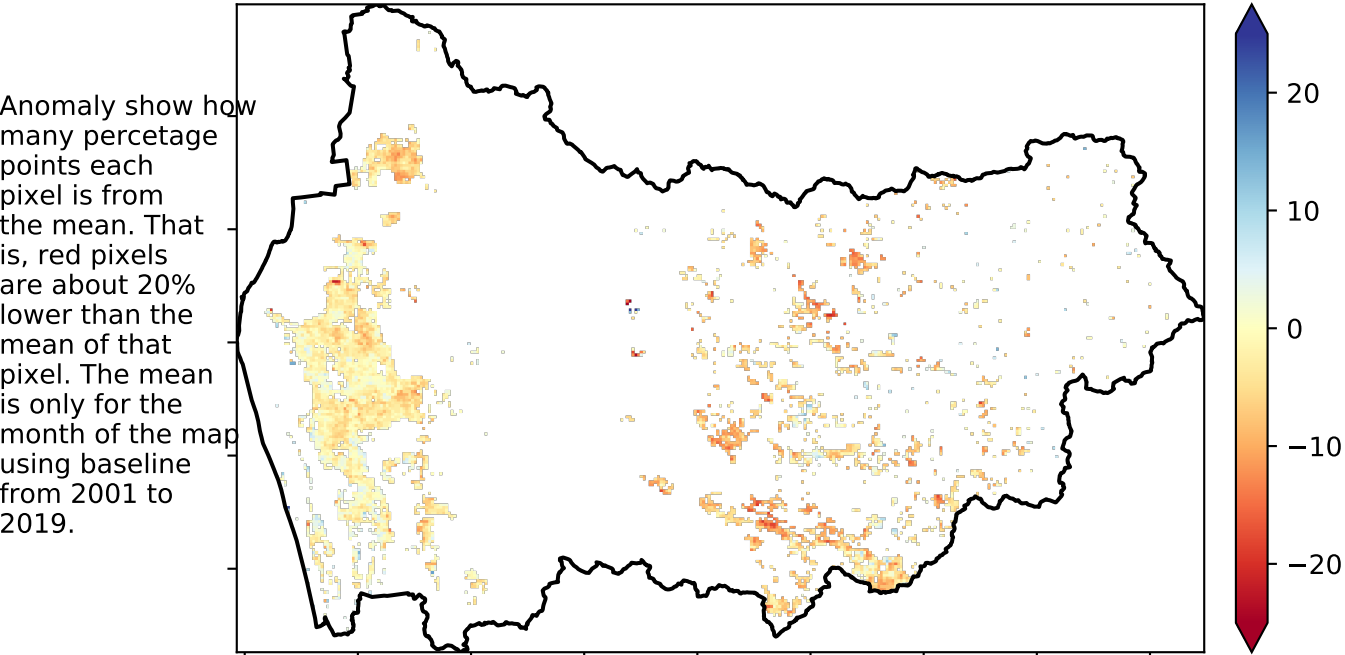 Anomaly show how
many percetage
points each
pixel is from
the mean. That
is, red pixels
are about 20%
lower than the
mean of that
pixel. The mean
is only for the
month of the map
using baseline
from 2001 to
2019.
20
10
0
−10
−20